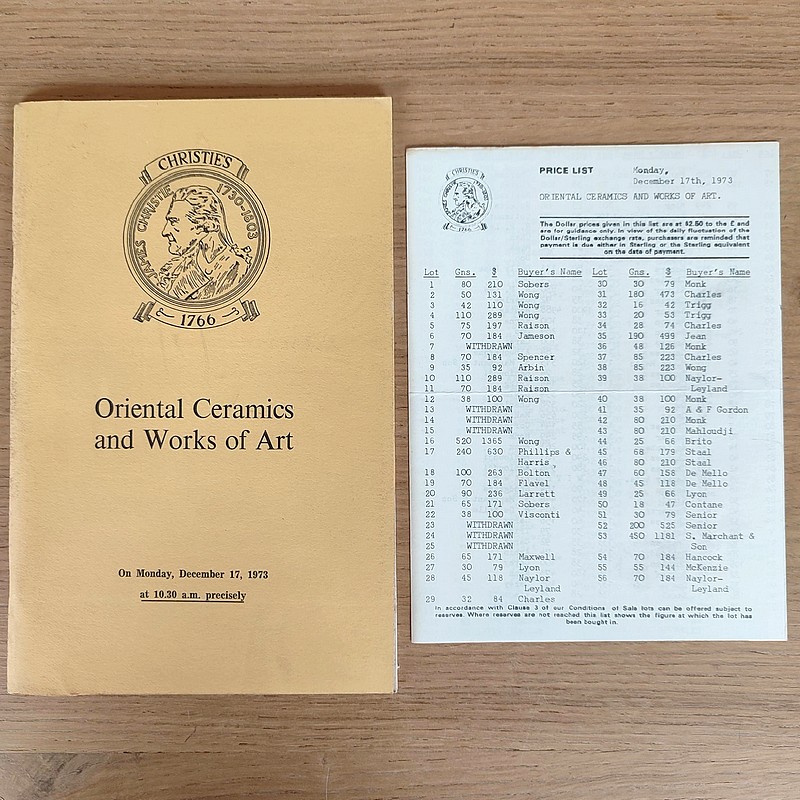 CHRISTIE'S
JAMES CHRISTIE 1730-1803
1766
Oriental Ceramics
and Works of Art
On Monday, December 17, 1973
at 10.30 a.m. precisely
CHRISTIE'S
JAMES CHRISTIE 1730-1803
1766
PRICE LIST Monday,
December 17th, 1973
ORIENTAL CERAMICS AND WORKS OF ART.
The Dollar prices given in this list are at $2.50 to the £ and
are for guidance only. In view of the daily fluctuation of the
Dollar/Sterling exchange rate, purchasers are reminded that
payment is due either in Sterling or the Sterling equivalent
on the date of payment.
Lot Gns. $ Buyer's Name Lot Gns. $ Buyer's Name
1 80 210 Sobers 30 30 79 Monk
2 50 131 Wong 31 180 473 Charles
3 42 110 Wong 32 16 42 Trigg
4 110 289 Wong 33 20 53 Trigg
5 75 197 Raison 34 28 74 Charles
6 70 184 Jameson 35 190 499 Jean
7 WITHDRAWN 36 48 126 Monk
8 70 184 Spencer 37 85 223 Charles
9 35 92 Arbin 38 85 223 Wong
10 110 289 Raison 39 38 100 Naylor-
11 70 184 Raison Leyland
12 38 100 Wong 40 38 100 Monk
13 WITHDRAWN 41 35 92 A & F Gordon
14 WITHDRAWN 42 80 210 Monk
15 WITHDRAWN 43 80 210 Mahloudji
16 520 1365 Wong 44 25 66 Brito
17 240 630 Phillips & 45 68 179 Staal
Harris 46 80 210 Staal
18 100 263 Bolton 47 60 158 De Mello
19 70 184 Flavel 48 45 118 De Mello
20 90 236 Larrett 49 25 66 Lyon
21 65 171 Sobers 50 18 47 Contane
22 38 100 Visconti 51 30 79 Senior
23 WITHDRAWN 52 200 525 Senior
24 WITHDRAWN 53 450 1181 S. Marchant &
25 WITHDRAWN Son
26 65 171 Maxwell 54 70 184 Hancock
27 30 79 Lyon 55 55 144 McKenzie
28 45 118 Naylor 56 70 184 Naylor-
Leyland Leyland
29 32 84 Charles
In accordance with Clause 3 of our Conditions of Sale lots can be offered subject to
reserves. Where reserves are not reached this list shows the figure at which the lot has
been bought in.